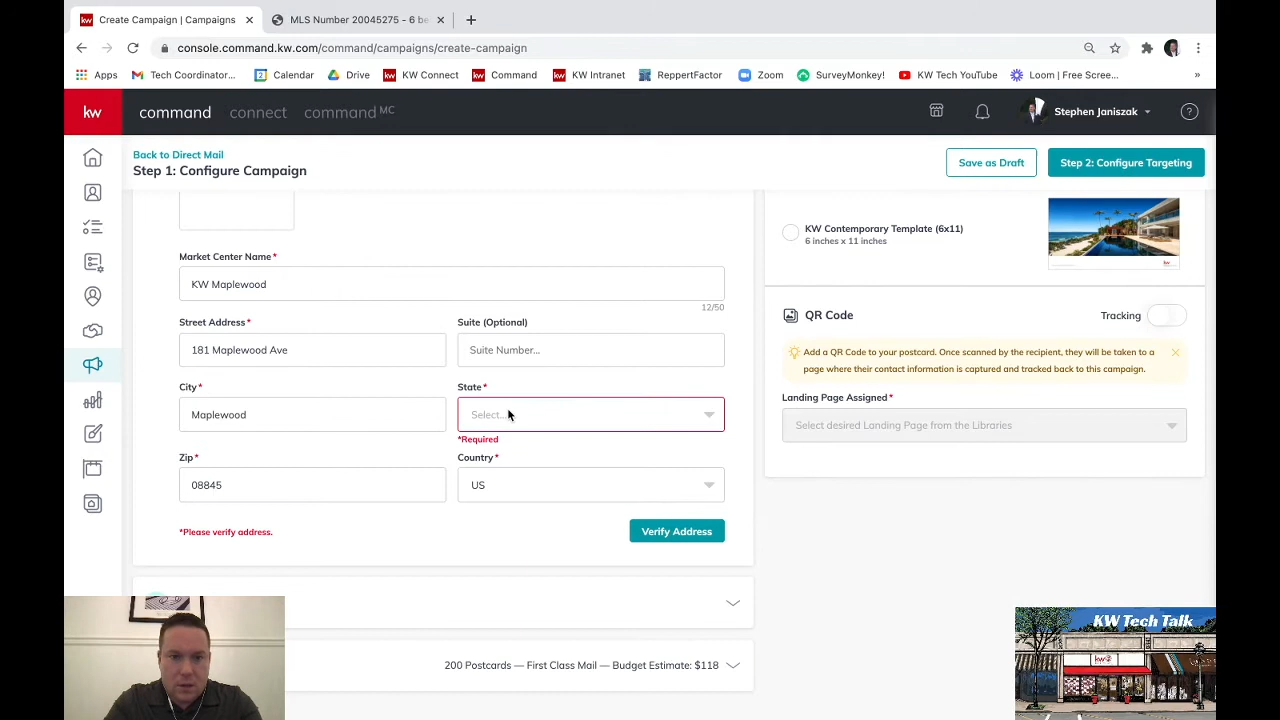 Create Campaign | Campaigns
MLS Number 20045275 - 6 be
console.command.kw.com/command/campaigns/create-campaign
Apps
Tech Coordinator...
Calendar
Drive
KW Connect
Command
KW Intranet
ReppertFactor
Zoom
SurveyMonkey!
KW Tech YouTube
Loom | Free Scree...
kw
command
connect
command MC
Stephen Janiszak
Back to Direct Mail
Step 1: Configure Campaign
Save as Draft
Step 2: Configure Targeting
Market Center Name*
KW Maplewood
12/50
Street Address*
181 Maplewood Ave
Suite (Optional)
Suite Number...
City*
Maplewood
State*
Select...
*Required
Zip*
08845
Country*
US
*Please verify address.
Verify Address
200 Postcards — First Class Mail — Budget Estimate: $118
KW Contemporary Template (6x11)
6 inches x 11 inches
QR Code
Tracking
Add a QR Code to your postcard. Once scanned by the recipient, they will be taken to a
page where their contact information is captured and tracked back to this campaign.
Landing Page Assigned*
Select desired Landing Page from the Libraries
KW Tech Talk
kw